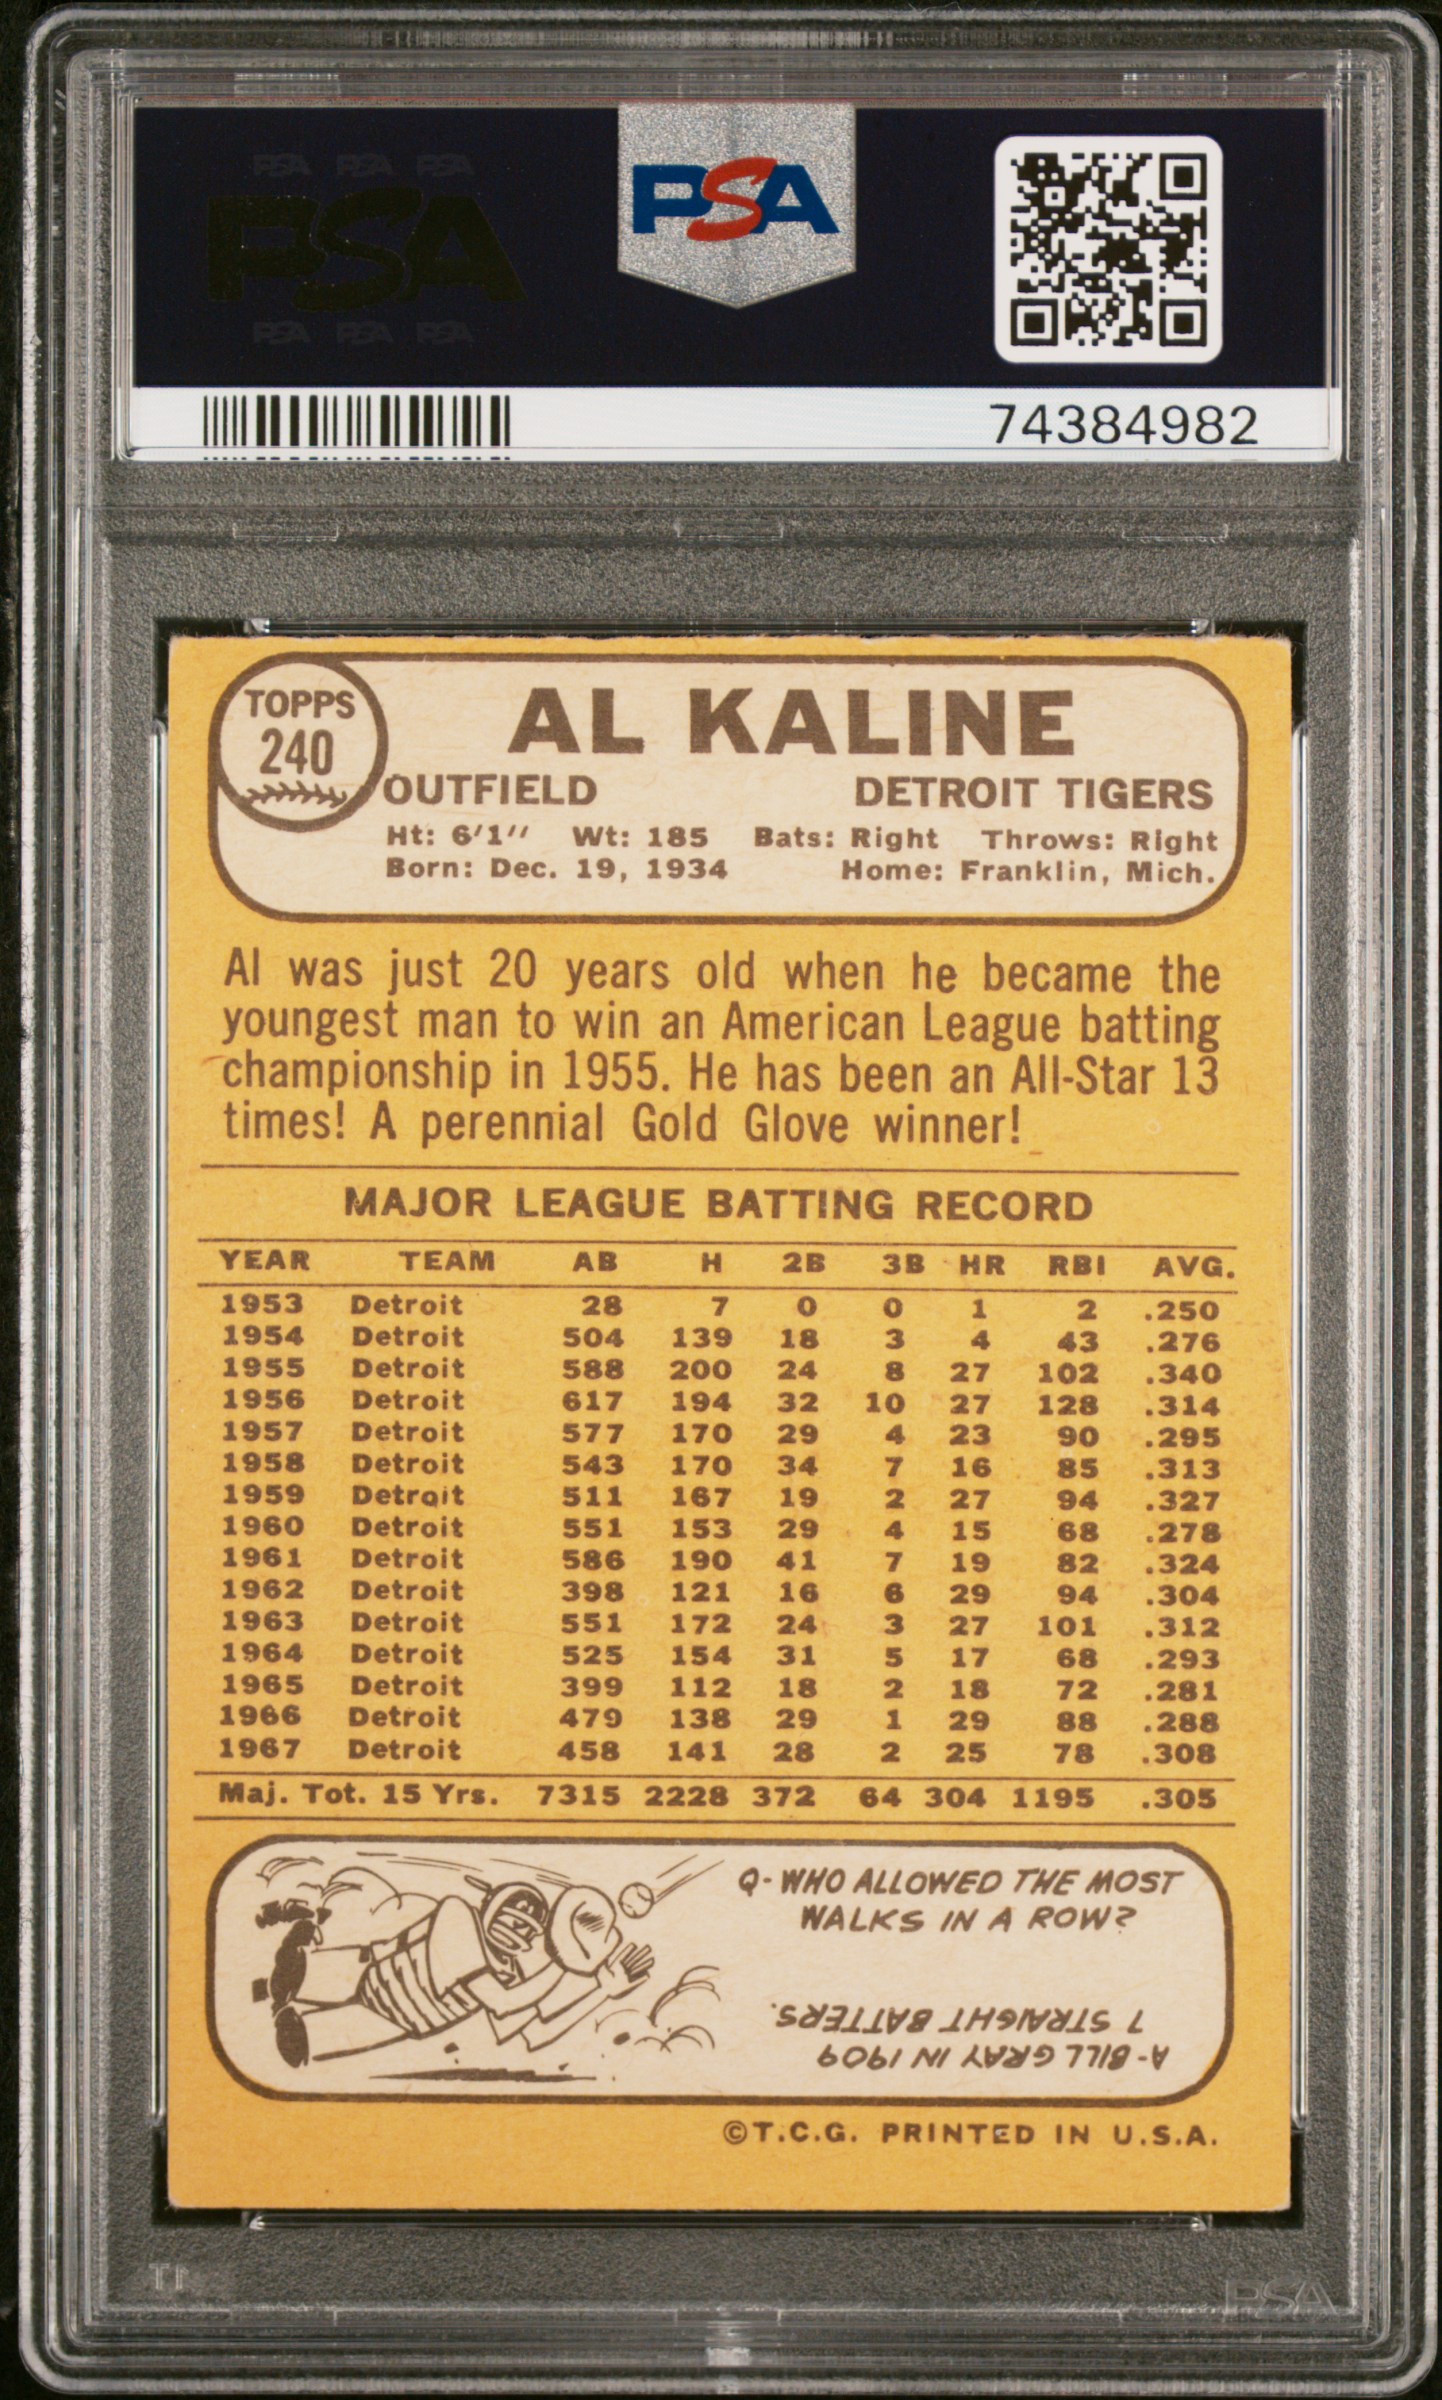 PSA PSA PSA
PSA
PSA PSA PSA
PSA
74384982
TOPPS
240
AL KALINE
OUTFIELD DETROIT TIGERS
Ht: 6'1" Wt: 185 Bats: Right Throws: Right
Born: Dec. 19, 1934 Home: Franklin, Mich.
Al was just 20 years old when he became the
youngest man to win an American League batting
championship in 1955. He has been an All-Star 13
times! A perennial Gold Glove winner!
MAJOR LEAGUE BATTING RECORD
YEAR TEAM AB H 2B 3B HR RBI AVG.
1953 Detroit 28 7 0 0 1 2 .250
1954 Detroit 504 139 18 3 4 43 .276
1955 Detroit 588 200 24 8 27 102 .340
1956 Detroit 617 194 32 10 27 128 .314
1957 Detroit 577 170 29 4 23 90 .295
1958 Detroit 543 170 34 7 16 85 .313
1959 Detroit 511 167 19 2 27 94 .327
1960 Detroit 551 153 29 4 15 68 .278
1961 Detroit 586 190 41 7 19 82 .324
1962 Detroit 398 121 16 6 29 94 .304
1963 Detroit 551 172 24 3 27 101 .312
1964 Detroit 525 154 31 5 17 68 .293
1965 Detroit 399 112 18 2 18 72 .281
1966 Detroit 479 138 29 1 29 88 .288
1967 Detroit 458 141 28 2 25 78 .308
Maj. Tot. 15 Yrs. 7315 2228 372 64 304 1195 .305
Q-WHO ALLOWED THE MOST
WALKS IN A ROW?
A-BILL GRAY IN 1909
7 STRAIGHT BATTERS.
©T.C.G. PRINTED IN U.S.A.
PSA